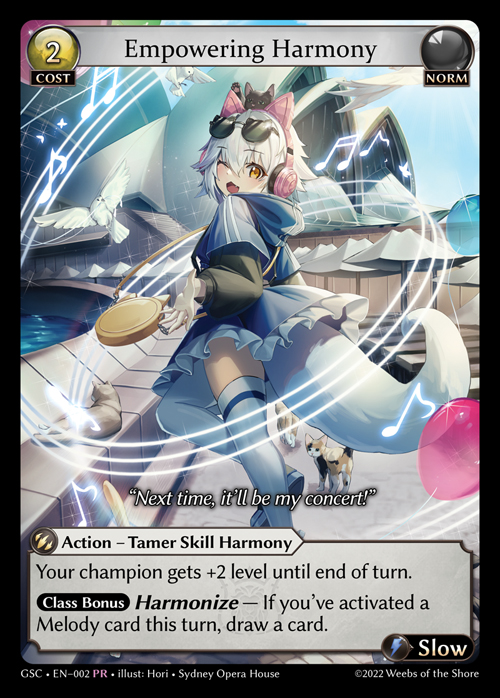 2
COST
Empowering Harmony
NORM
“Next time, it’ll be my concert!”
Action – Tamer Skill Harmony
Your champion gets +2 level until end of turn.
Class Bonus Harmonize — If you’ve activated a
Melody card this turn, draw a card.
Slow
GSC • EN–002 PR • illust: Hori • Sydney Opera House
©2022 Weebs of the Shore